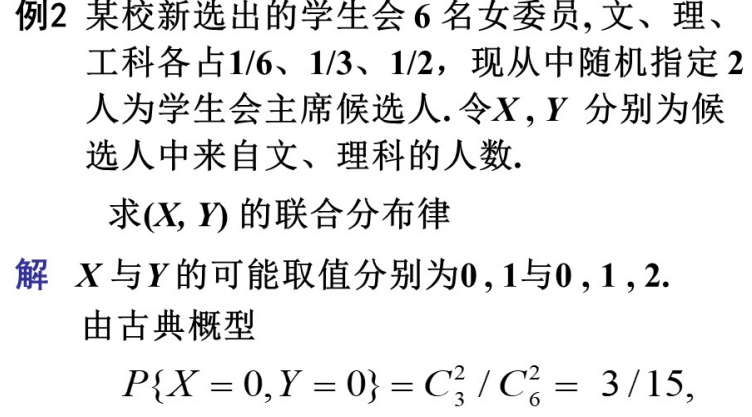 例2 某校新选出的学生会 6 名女委员, 文、理、
工科各占1/6、1/3、1/2，现从中随机指定 2
人为学生会主席候选人. 令X , Y 分别为候
选人中来自文、理科的人数.
求(X, Y) 的联合分布律
解 X 与Y 的可能取值分别为0 , 1与0 , 1 , 2.
由古典概型
P{X = 0, Y = 0} = C₃² / C₆² = 3 / 15,